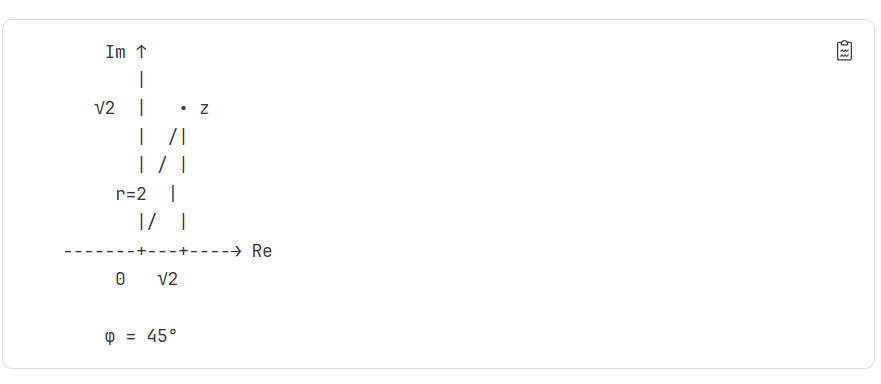 Im ↑
|
√2  |   • z
|  /|
| / |
r=2  |
|/  |
-------+---+----→ Re
0   √2
φ = 45°